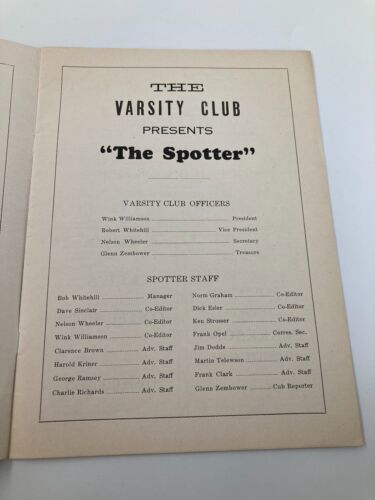 THE
VARSITY CLUB
PRESENTS
"The Spotter"
VARSITY CLUB OFFICERS
Wink Williamson President
Robert Whitehill Vice President
Nelson Wheeler Secretary
Glenn Zembower Treasure
SPOTTER STAFF
Bob Whitehill Manager
Dave Sinclair Co-Editor
Nelson Wheeler Co-Editor
Wink Williamson Co-Editor
Clarence Brown Adv. Staff
Harold Kriner Adv. Staff
George Ramsey Adv. Staff
Charlie Richards Adv. Staff
Norm Graham Co-Editor
Dick Esler Co-Editor
Ken Strosser Co-Editor
Frank Opel Corres. Sec.
Jim Dodds Adv. Staff
Martin Telewson Adv. Staff
Frank Clark Adv. Staff
Glenn Zembower Cub Reporter